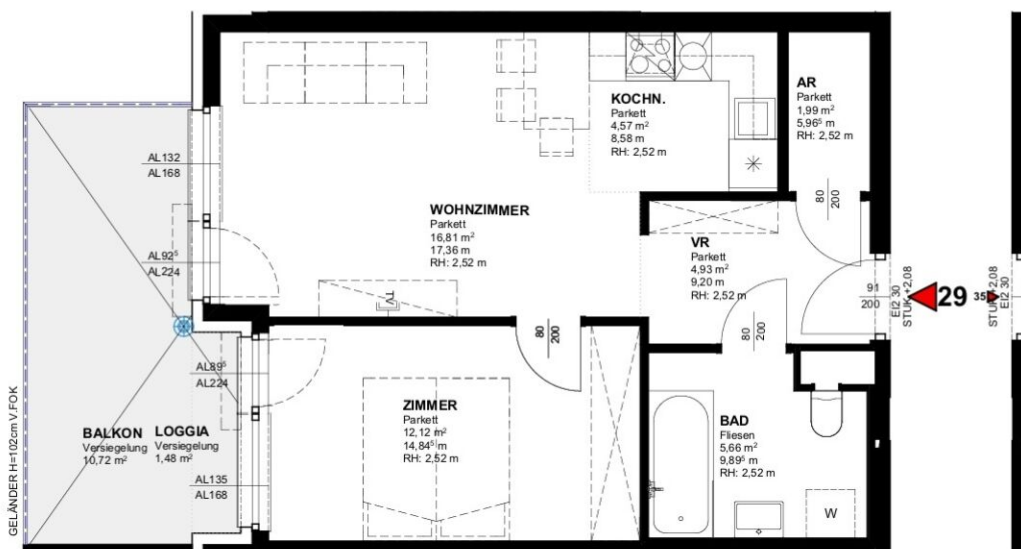 KOCHN.
Parkett
4,57 m²
8,58 m
RH: 2,52 m
AR
Parkett
1,99 m²
5,96⁵ m
RH: 2,52 m
80
200
AL132
AL168
WOHNZIMMER
Parkett
16,81 m²
17,36 m
RH: 2,52 m
VR
Parkett
4,93 m²
9,20 m
RH: 2,52 m
AL92⁵
AL224
TV
91
200
EI2 30
STUK +2,08
29
35
STUK +2,08
EI2 30
80
200
80
200
AL89⁵
AL224
ZIMMER
Parkett
12,12 m²
14,84⁵ m
RH: 2,52 m
BAD
Fliesen
5,66 m²
9,89⁵ m
RH: 2,52 m
BALKON
Versiegelung
10,72 m²
LOGGIA
Versiegelung
1,48 m²
AL135
AL168
W
GELÄNDER H=102cm V.FOK